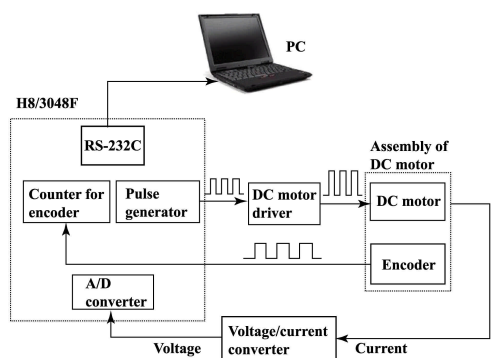 PC
H8/3048F
RS-232C
Assembly of
DC motor
Counter for
encoder
Pulse
generator
DC motor
driver
DC motor
Encoder
A/D
converter
Voltage/current
converter
Voltage
Current